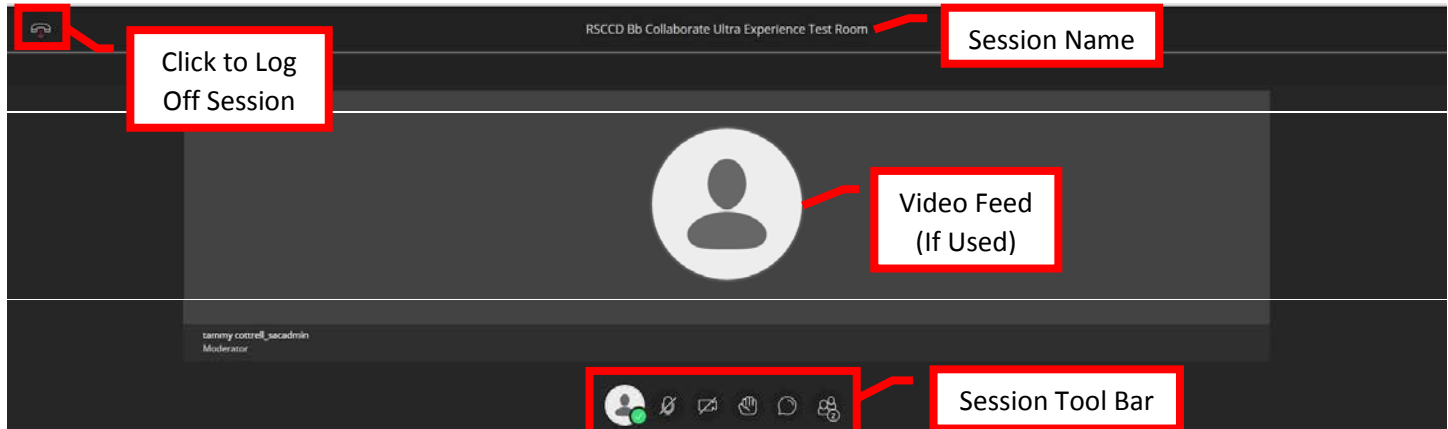 RSCCD Bb Collaborate Ultra Experience Test Room
Session Name
Click to Log
Off Session
Video Feed
(If Used)
tammy cottrell_sacadmin
Moderator
2
Session Tool Bar